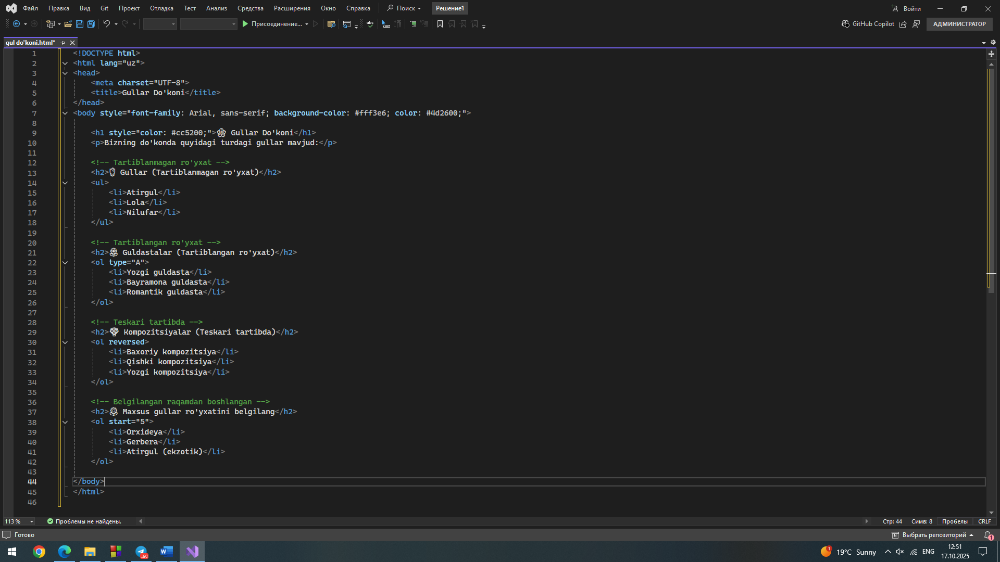 Файл Правка Вид Git Проект Отладка Тест Анализ Средства Расширения Окно Справка Поиск Решение1 Войти
Присоединение... GitHub Copilot АДМИНИСТРАТОР
gul do'koni.html*
1 <!DOCTYPE html>
2 <html lang="uz">
3 <head>
4 <meta charset="UTF-8">
5 <title>Gullar Do'koni</title>
6 </head>
7 <body style="font-family: Arial, sans-serif; background-color: #fff3e6; color: #4d2600;">
8
9 <h1 style="color: #cc5200;">🌸 Gullar Do'koni</h1>
10 <p>Bizning do'konda quyidagi turdagi gullar mavjud:</p>
11
12 <!-- Tartiblanmagan ro'yxat -->
13 <h2>🌷 Gullar (Tartiblanmagan ro'yxat)</h2>
14 <ul>
15 <li>Atirgul</li>
16 <li>Lola</li>
17 <li>Nilufar</li>
18 </ul>
19
20 <!-- Tartiblangan ro'yxat -->
21 <h2>🌼 Guldastalar (Tartiblangan ro'yxat)</h2>
22 <ol type="A">
23 <li>Yozgi guldasta</li>
24 <li>Bayramona guldasta</li>
25 <li>Romantik guldasta</li>
26 </ol>
27
28 <!-- Teskari tartibda -->
29 <h2>💐 Kompozitsiyalar (Teskari tartibda)</h2>
30 <ol reversed>
31 <li>Baxoriy kompozitsiya</li>
32 <li>Qishki kompozitsiya</li>
33 <li>Yozgi kompozitsiya</li>
34 </ol>
35
36 <!-- Belgilangan raqamdan boshlangan -->
37 <h2>🌻 Maxsus gullar ro'yxatini belgilang</h2>
38 <ol start="5">
39 <li>Orxideya</li>
40 <li>Gerbera</li>
41 <li>Atirgul (ekzotik)</li>
42 </ol>
43
44 </body>
45 </html>
46
113 % Проблемы не найдены. Стр: 44 Симв: 8 Пробелы CRLF
Готово Выбрать репозиторий 1
.60 1 19°C Sunny ENG 12:51
17.10.2025